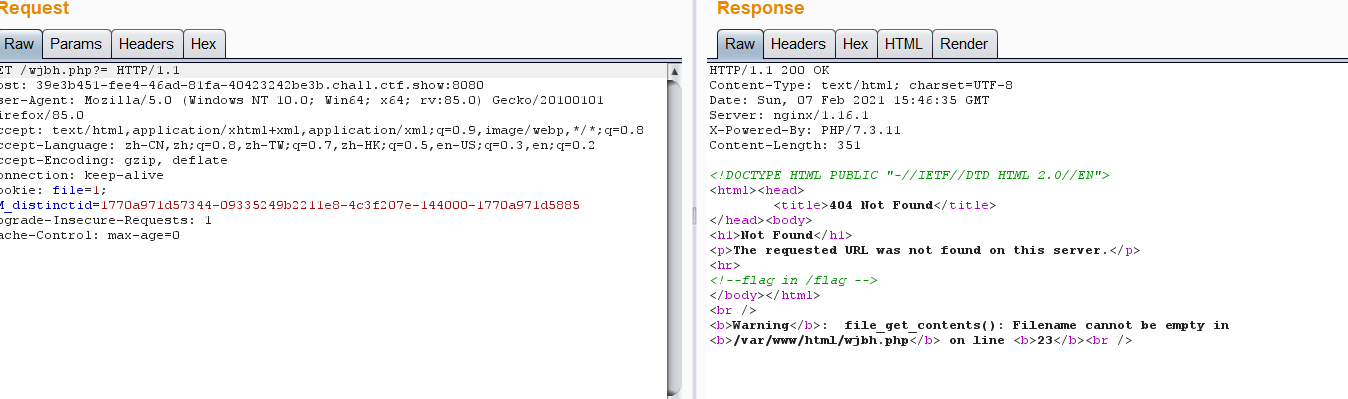 Request
Raw Params Headers Hex
ET /wjbh.php?= HTTP/1.1
ost: 39e3b451-fee4-46ad-81fa-40423242be3b.chall.ctf.show:8080
ser-Agent: Mozilla/5.0 (Windows NT 10.0; Win64; x64; rv:85.0) Gecko/20100101
irefox/85.0
ccept: text/html,application/xhtml+xml,application/xml;q=0.9,image/webp,*/*;q=0.8
ccept-Language: zh-CN,zh;q=0.8,zh-TW;q=0.7,zh-HK;q=0.5,en-US;q=0.3,en;q=0.2
ccept-Encoding: gzip, deflate
onnection: keep-alive
ookie: file=1;
M_distinctid=1770a971d57344-09335249b2211e8-4c3f207e-144000-1770a971d5885
pgrade-Insecure-Requests: 1
ache-Control: max-age=0
Response
Raw Headers Hex HTML Render
HTTP/1.1 200 OK
Content-Type: text/html; charset=UTF-8
Date: Sun, 07 Feb 2021 15:46:35 GMT
Server: nginx/1.16.1
X-Powered-By: PHP/7.3.11
Content-Length: 351
<!DOCTYPE HTML PUBLIC "-//IETF//DTD HTML 2.0//EN">
<html><head>
<title>404 Not Found</title>
</head><body>
<h1>Not Found</h1>
<p>The requested URL was not found on this server.</p>
<hr>
<!--flag in /flag -->
</body></html>
<br />
<b>Warning</b>:  file_get_contents(): Filename cannot be empty in
<b>/var/www/html/wjbh.php</b> on line <b>23</b><br />